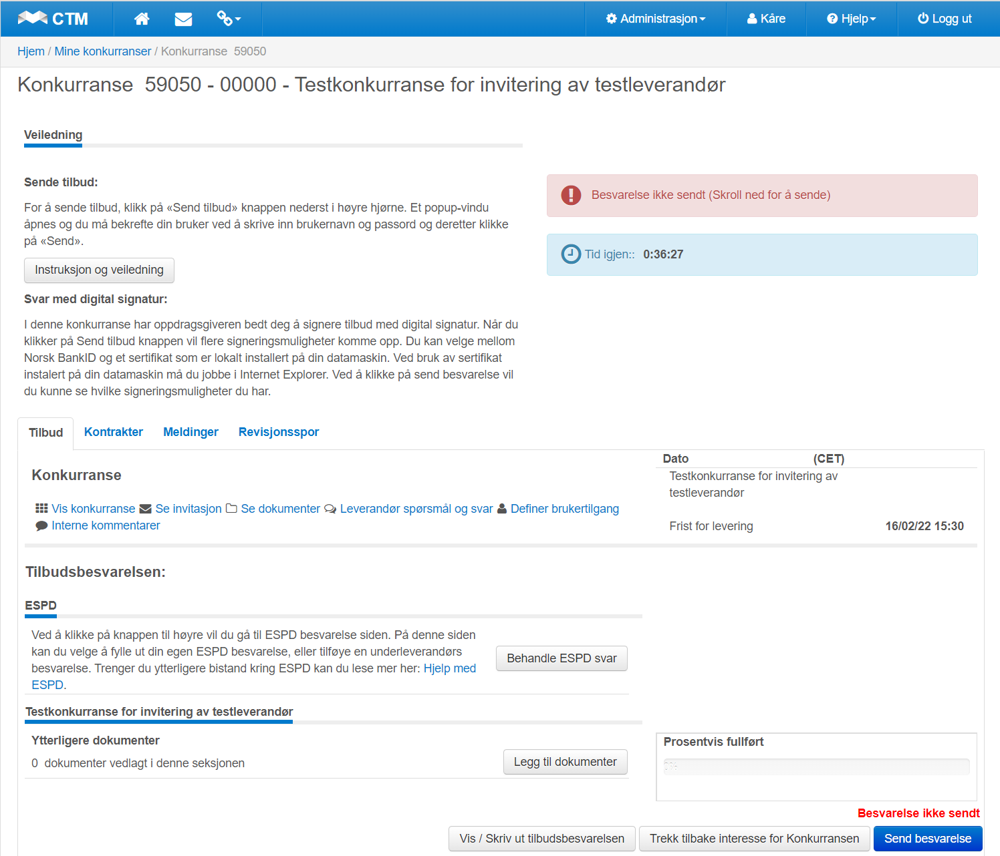 CTM
Administrasjon
Kåre
Hjelp
Logg ut
Hjem / Mine konkurranser / Konkurranse 59050
Konkurranse 59050 - 00000 - Testkonkurranse for invitering av testleverandør
Veiledning
Sende tilbud:
For å sende tilbud, klikk på «Send tilbud» knappen nederst i høyre hjørne. Et popup-vindu
åpnes og du må bekrefte din bruker ved å skrive inn brukernavn og passord og deretter klikke
på «Send».
Instruksjon og veiledning
Besvarelse ikke sendt (Skroll ned for å sende)
Tid igjen:: 0:36:27
Svar med digital signatur:
I denne konkurranse har oppdragsgiveren bedt deg å signere tilbud med digital signatur. Når du
klikker på Send tilbud knappen vil flere signeringsmuligheter komme opp. Du kan velge mellom
Norsk BankID og et sertifikat som er lokalt installert på din datamaskin. Ved bruk av sertifikat
instalert på din datamaskin må du jobbe i Internet Explorer. Ved å klikke på send besvarelse vil
du kunne se hvilke signeringsmuligheter du har.
Tilbud
Kontrakter
Meldinger
Revisjonsspor
Konkurranse
Vis konkurranse Se invitasjon Se dokumenter Leverandør spørsmål og svar Definer brukertilgang
Interne kommentarer
Dato (CET)
Testkonkurranse for invitering av
testleverandør
Frist for levering 16/02/22 15:30
Tilbudsbesvarelsen:
ESPD
Ved å klikke på knappen til høyre vil du gå til ESPD besvarelse siden. På denne siden
kan du velge å fylle ut din egen ESPD besvarelse, eller tilføye en underleverandørs
besvarelse. Trenger du ytterligere bistand kring ESPD kan du lese mer her: Hjelp med
ESPD.
Behandle ESPD svar
Testkonkurranse for invitering av testleverandør
Ytterligere dokumenter
0 dokumenter vedlagt i denne seksjonen
Legg til dokumenter
Prosentvis fullført
Besvarelse ikke sendt
Vis / Skriv ut tilbudsbesvarelsen
Trekk tilbake interesse for Konkurransen
Send besvarelse